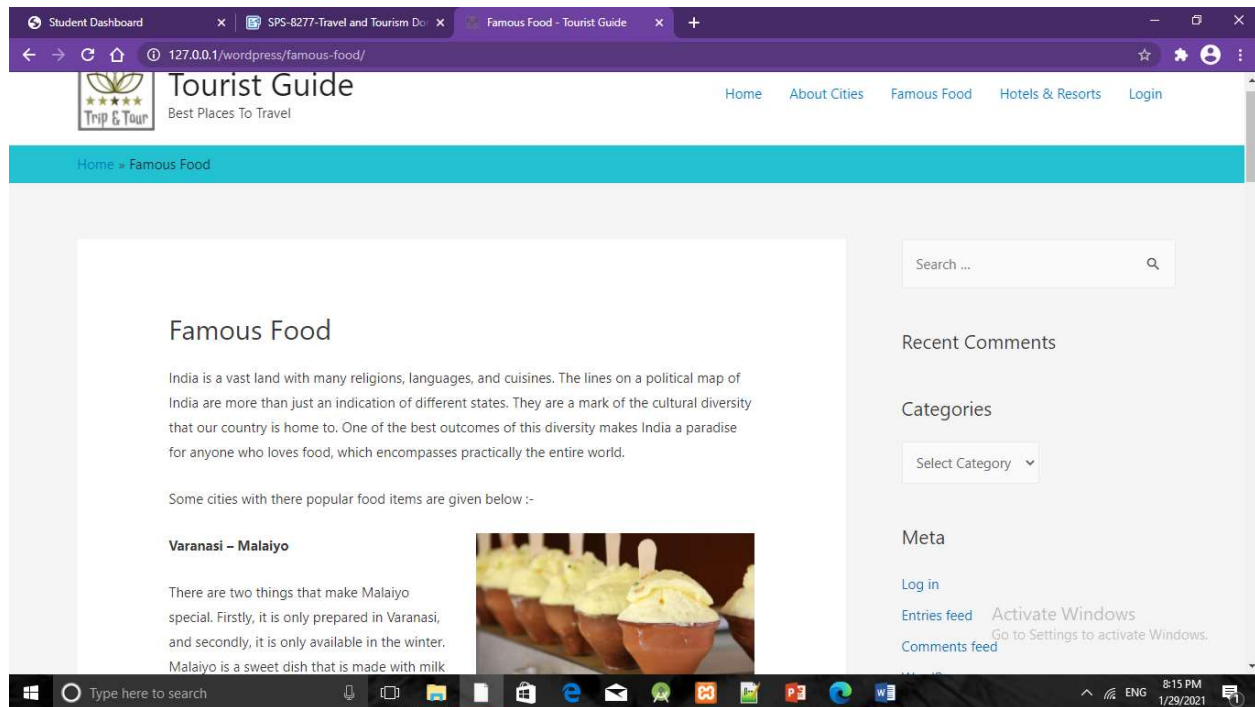 Student Dashboard
SPS-8277-Travel and Tourism Do
Famous Food - Tourist Guide
127.0.0.1/wordpress/famous-food/
Trip & Tour
Tourist Guide
Best Places To Travel
Home About Cities Famous Food Hotels & Resorts Login
Home » Famous Food
Search ...
Famous Food
India is a vast land with many religions, languages, and cuisines. The lines on a political map of
India are more than just an indication of different states. They are a mark of the cultural diversity
that our country is home to. One of the best outcomes of this diversity makes India a paradise
for anyone who loves food, which encompasses practically the entire world.
Some cities with there popular food items are given below :-
Varanasi – Malaiyo
There are two things that make Malaiyo
special. Firstly, it is only prepared in Varanasi,
and secondly, it is only available in the winter.
Malaiyo is a sweet dish that is made with milk
Recent Comments
Categories
Select Category
Meta
Log in
Entries feed
Comments feed
Activate Windows
Go to Settings to activate Windows.
Type here to search
ENG
8:15 PM
1/29/2021